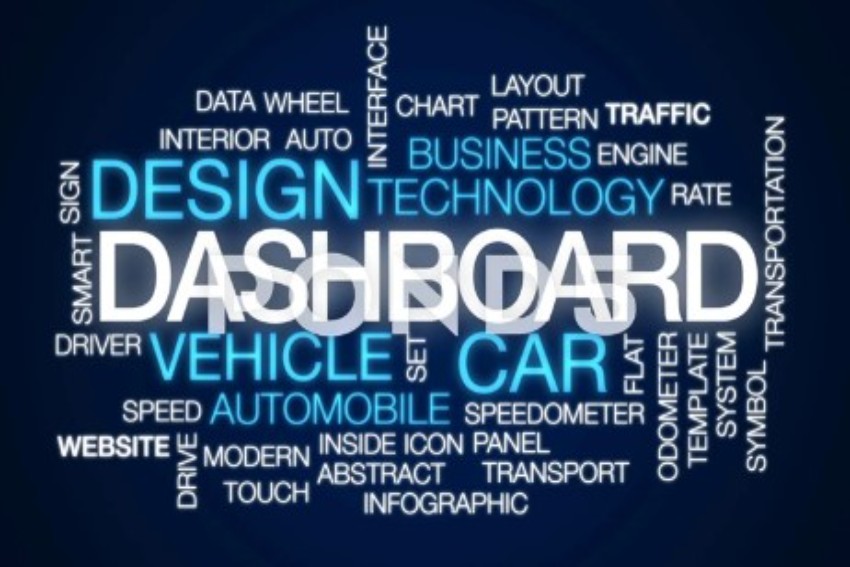 INTERFACE
LAYOUT
DATA WHEEL
CHART
PATTERN TRAFFIC
INTERIOR AUTO
BUSINESS ENGINE
SIGN
DESIGN TECHNOLOGY RATE
TRANSPORTATION
SMART
DASHBOARD
POND5
DRIVER VEHICLE SET CAR FLAT
ODOMETER
TEMPLATE
SYSTEM
SYMBOL
SPEED AUTOMOBILE SPEEDOMETER
WEBSITE
DRIVE
MODERN INSIDE ICON PANEL
ABSTRACT TRANSPORT
TOUCH
INFOGRAPHIC